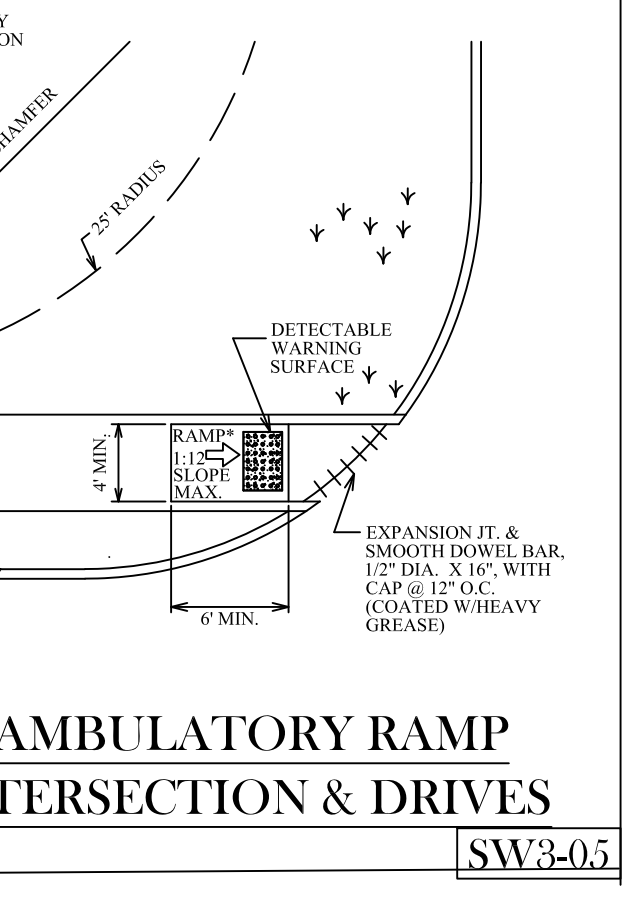 Y
ON
HAMFER
25' RADIUS
DETECTABLE
WARNING
SURFACE
4' MIN.
RAMP*
1:12
SLOPE
MAX.
EXPANSION JT. &
SMOOTH DOWEL BAR,
1/2" DIA. X 16", WITH
CAP @ 12" O.C.
(COATED W/HEAVY
GREASE)
6' MIN.
AMBULATORY RAMP
TERSECTION & DRIVES
SW3-05